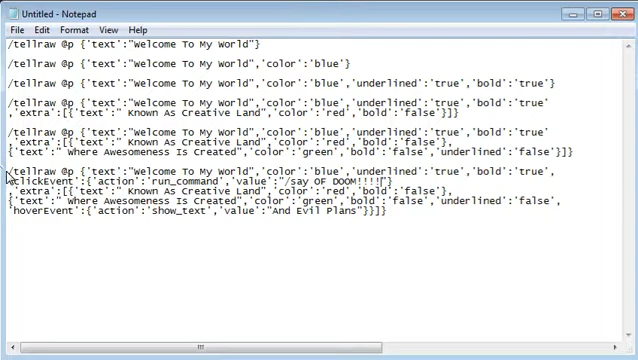 Untitled - Notepad
File Edit Format View Help
/tellraw @p {'text':"Welcome To My World"}
/tellraw @p {'text':"Welcome To My World",'color':'blue'}
/tellraw @p {'text':"Welcome To My World",'color':'blue','underlined':'true','bold':'true'}
/tellraw @p {'text':"Welcome To My World",'color':'blue','underlined':'true','bold':'true'
,'extra':[{'text':" Known As Creative Land",'color':'red','bold':'false'}]}
/tellraw @p {'text':"Welcome To My World",'color':'blue','underlined':'true','bold':'true'
,'extra':[{'text':" Known As Creative Land",'color':'red','bold':'false'},
{'text':" Where Awesomeness Is Created",'color':'green','bold':'false','underlined':'false'}]}
/tellraw @p {'text':"Welcome To My World",'color':'blue','underlined':'true','bold':'true',
'clickEvent':{'action':'run_command','value':"/say OF DOOM!!!!"}
,'extra':[{'text':" Known As Creative Land",'color':'red','bold':'false'},
{'text':" Where Awesomeness Is Created",'color':'green','bold':'false','underlined':'false',
'hoverEvent':{'action':'show_text','value':"And Evil Plans"}}]}